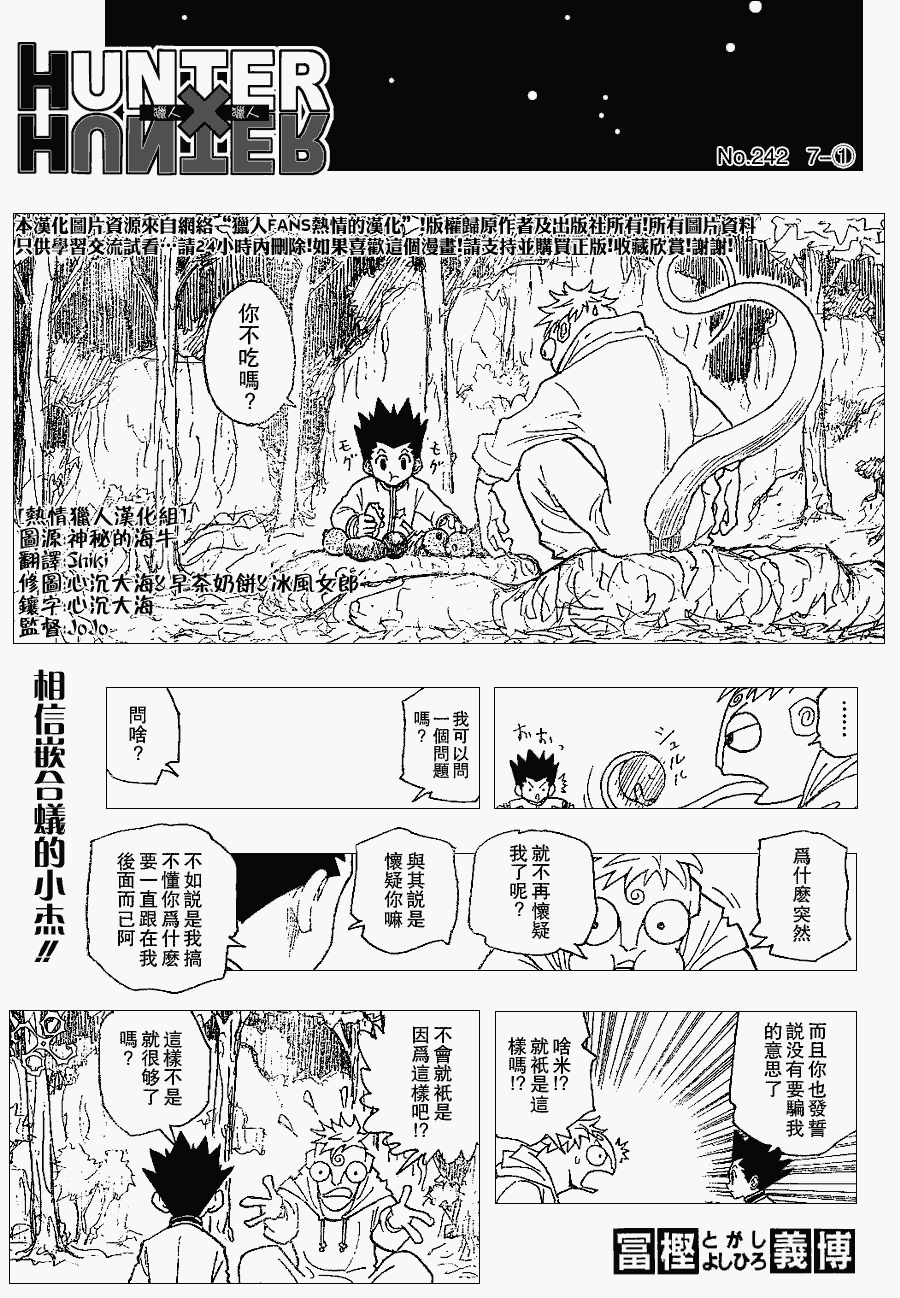 HUNTER
獵人 × 獵人
HUNTER
No.242 7-①
本漢化圖片資源來自網絡“獵人FANS熱情的漢化”!版權歸原作者及出版社所有!所有圖片資料
只供學習交流試看…請24小時內刪除!如果喜歡這個漫畫!請支持並購買正版!收藏欣賞!謝謝!
你不吃嗎?
モグ
モグ
[熱情獵人漢化組]
圖源:神秘的海牛
翻譯:Shiki
修圖:心沉大海&早茶奶餅&冰風女郎
鑲字:心沉大海
監督:JoJo
相信嵌合蟻的小杰!!
……
シュルルル
おおっ
我可以問
一個問題
嗎?
問啥?
爲什麽突然
就不再懷疑
我了呢?
與其說是
懷疑你嘛
不如説是我搞
不懂你爲什麽
要一直跟在我
後面而已阿
而且你也發誓
説没有要騙我
的意思了
啥米!?
就衹是這
樣嗎!?
不會就衹是
因爲這樣吧!?
這樣不是
就很够了
嗎?
冨樫義博
とがし
よしひろ